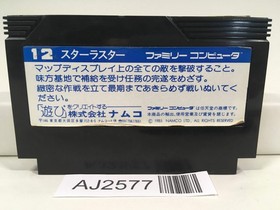 12 スターラスター ファミリー コンピュータ
マップディスプレイ上の全ての敵を撃破すること。
味方基地で補給を受け任務の完遂をめざす。
緻密な作戦を立て最期まで戦いぬいてく
ださい。
「遊び」をクリエイトする
株式会社ナムコ
ファミリーコンピュータ
© 1985 NAMCO LTD. ALL RIGHTS RESERVED
AJ2577